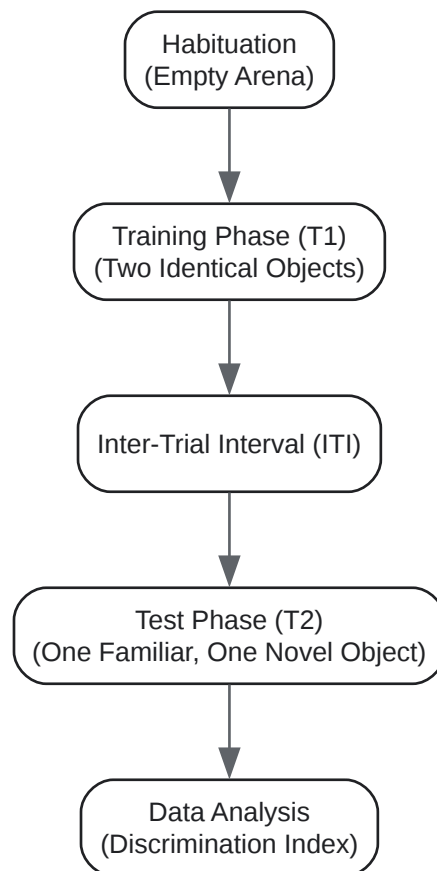 Habituation
(Empty Arena)
Training Phase (T1)
(Two Identical Objects)
Inter-Trial Interval (ITI)
Test Phase (T2)
(One Familiar, One Novel Object)
Data Analysis
(Discrimination Index)